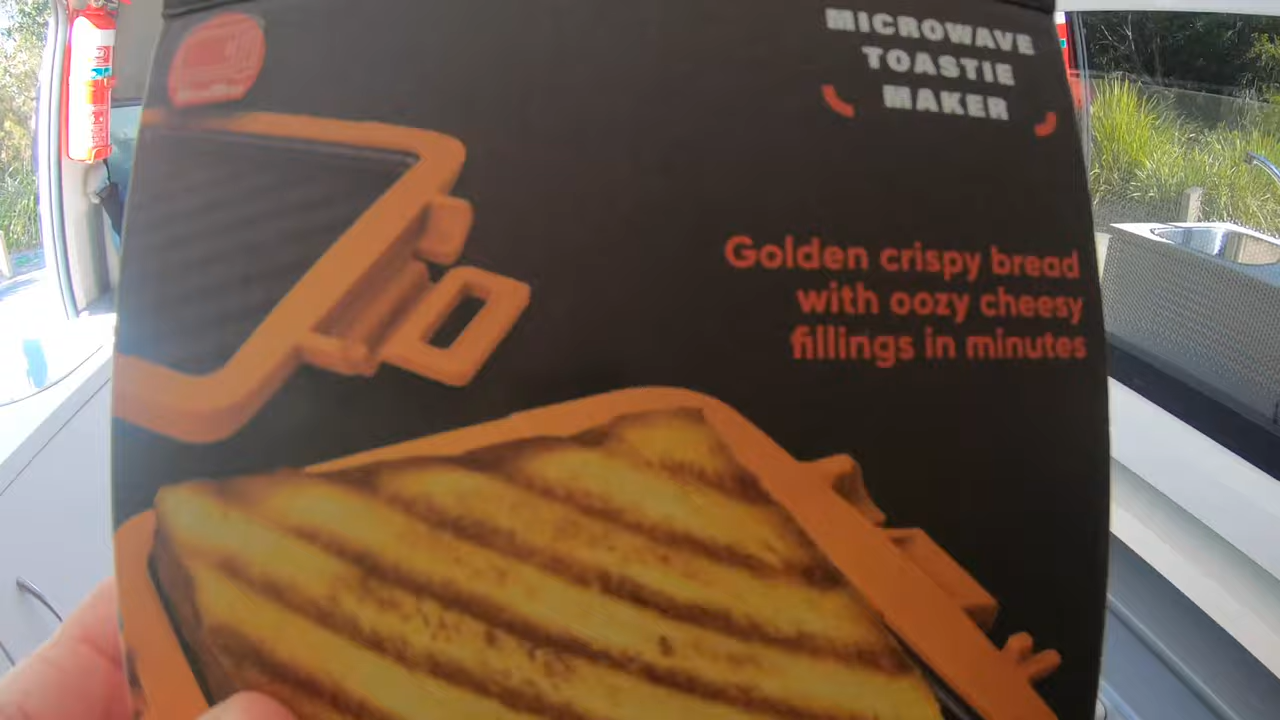 MICROWAVE
TOASTIE
MAKER
Golden crispy bread
with oozy cheesy
fillings in minutes